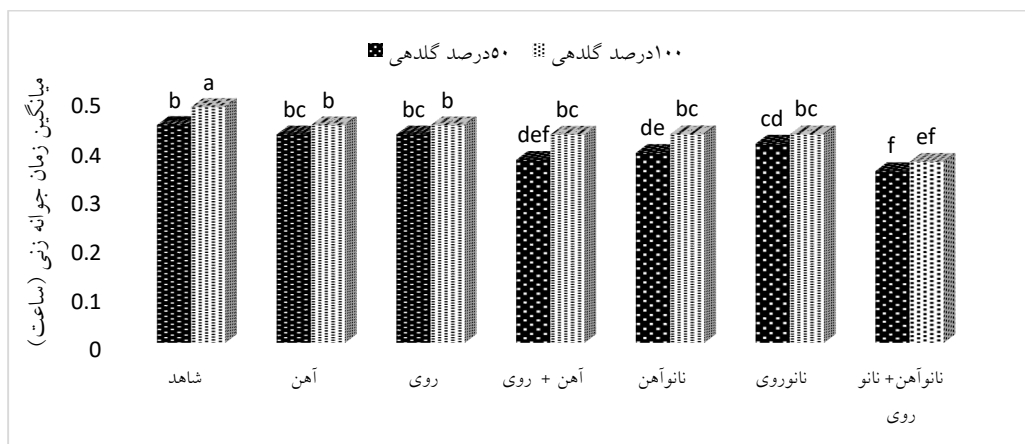 ۵۰درصد گلدهی
۱۰۰درصد گلدهی
میانگین زمان جوانه زنی (ساعت)
0.5
0.4
0.3
0.2
0.1
0
b
a
bc
b
bc
b
def
bc
de
bc
cd
bc
f
ef
شاهد
آهن
روی
آهن + روی
نانوآهن
نانوروی
نانوآهن+ نانو
روی